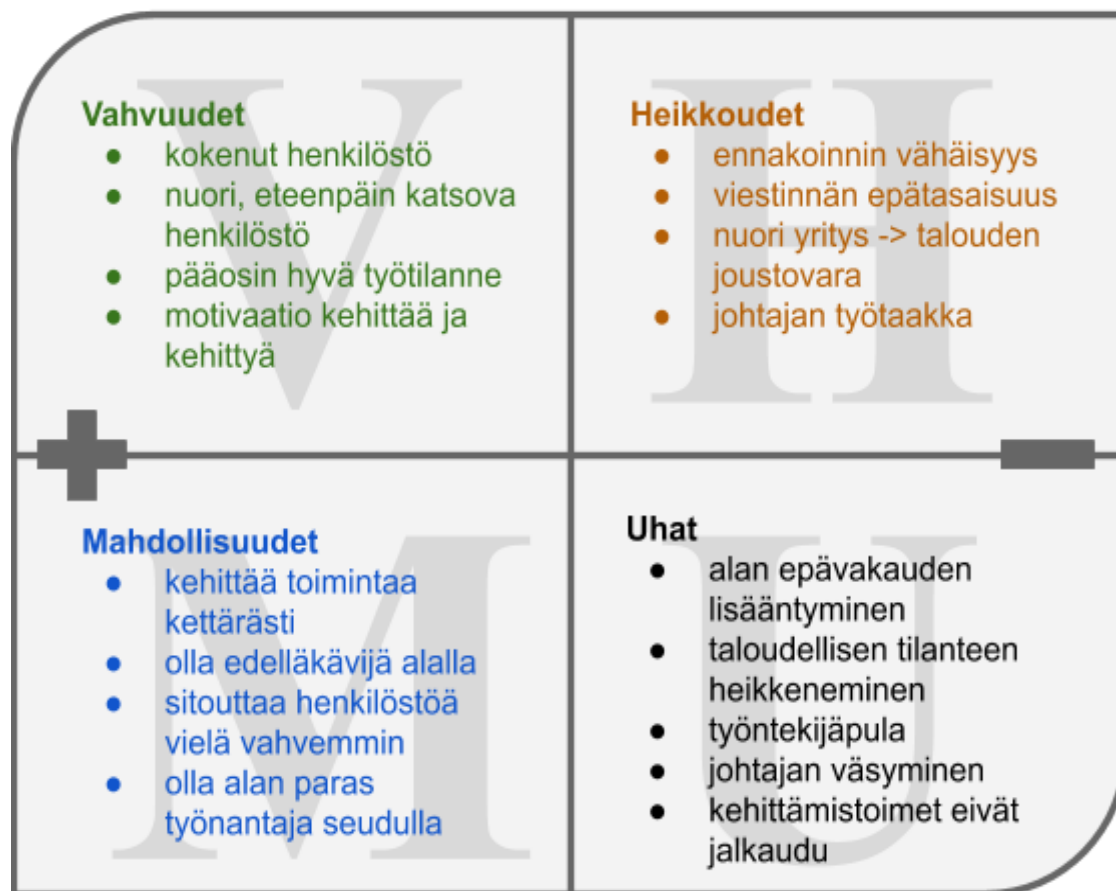 Vahvuudet
● kokenut henkilöstö
● nuori, eteenpäin katsova
henkilöstö
● pääosin hyvä työtilanne
● motivaatio kehittää ja
kehittyä
V
Heikkoudet
● ennakoinnin vähäisyys
● viestinnän epätasaisuus
● nuori yritys -> talouden
joustovara
● johtajan työtaakka
H
Mahdollisuudet
● kehittää toimintaa
kettärästi
● olla edelläkävijä alalla
● sitouttaa henkilöstöä
vielä vahvemmin
● olla alan paras
työnantaja seudulla
M
Uhat
● alan epävakauden
lisääntyminen
● taloudellisen tilanteen
heikkeneminen
● työntekijäpula
● johtajan väsyminen
● kehittämistoimet eivät
jalkaudu
U